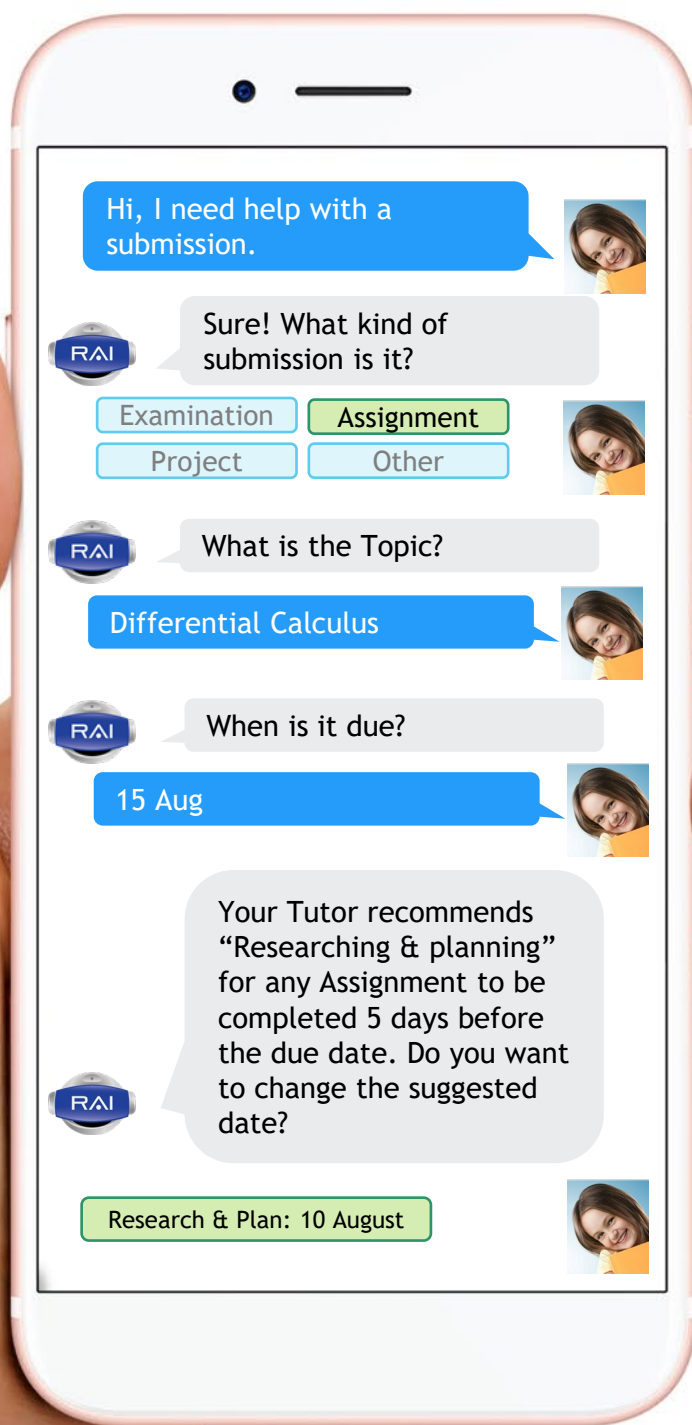 Hi, I need help with a
submission.
RAI
Sure! What kind of
submission is it?
Examination
Assignment
Project
Other
RAI
What is the Topic?
Differential Calculus
RAI
When is it due?
15 Aug
Your Tutor recommends
“Researching & planning”
for any Assignment to be
completed 5 days before
the due date. Do you want
to change the suggested
date?
RAI
Research & Plan: 10 August